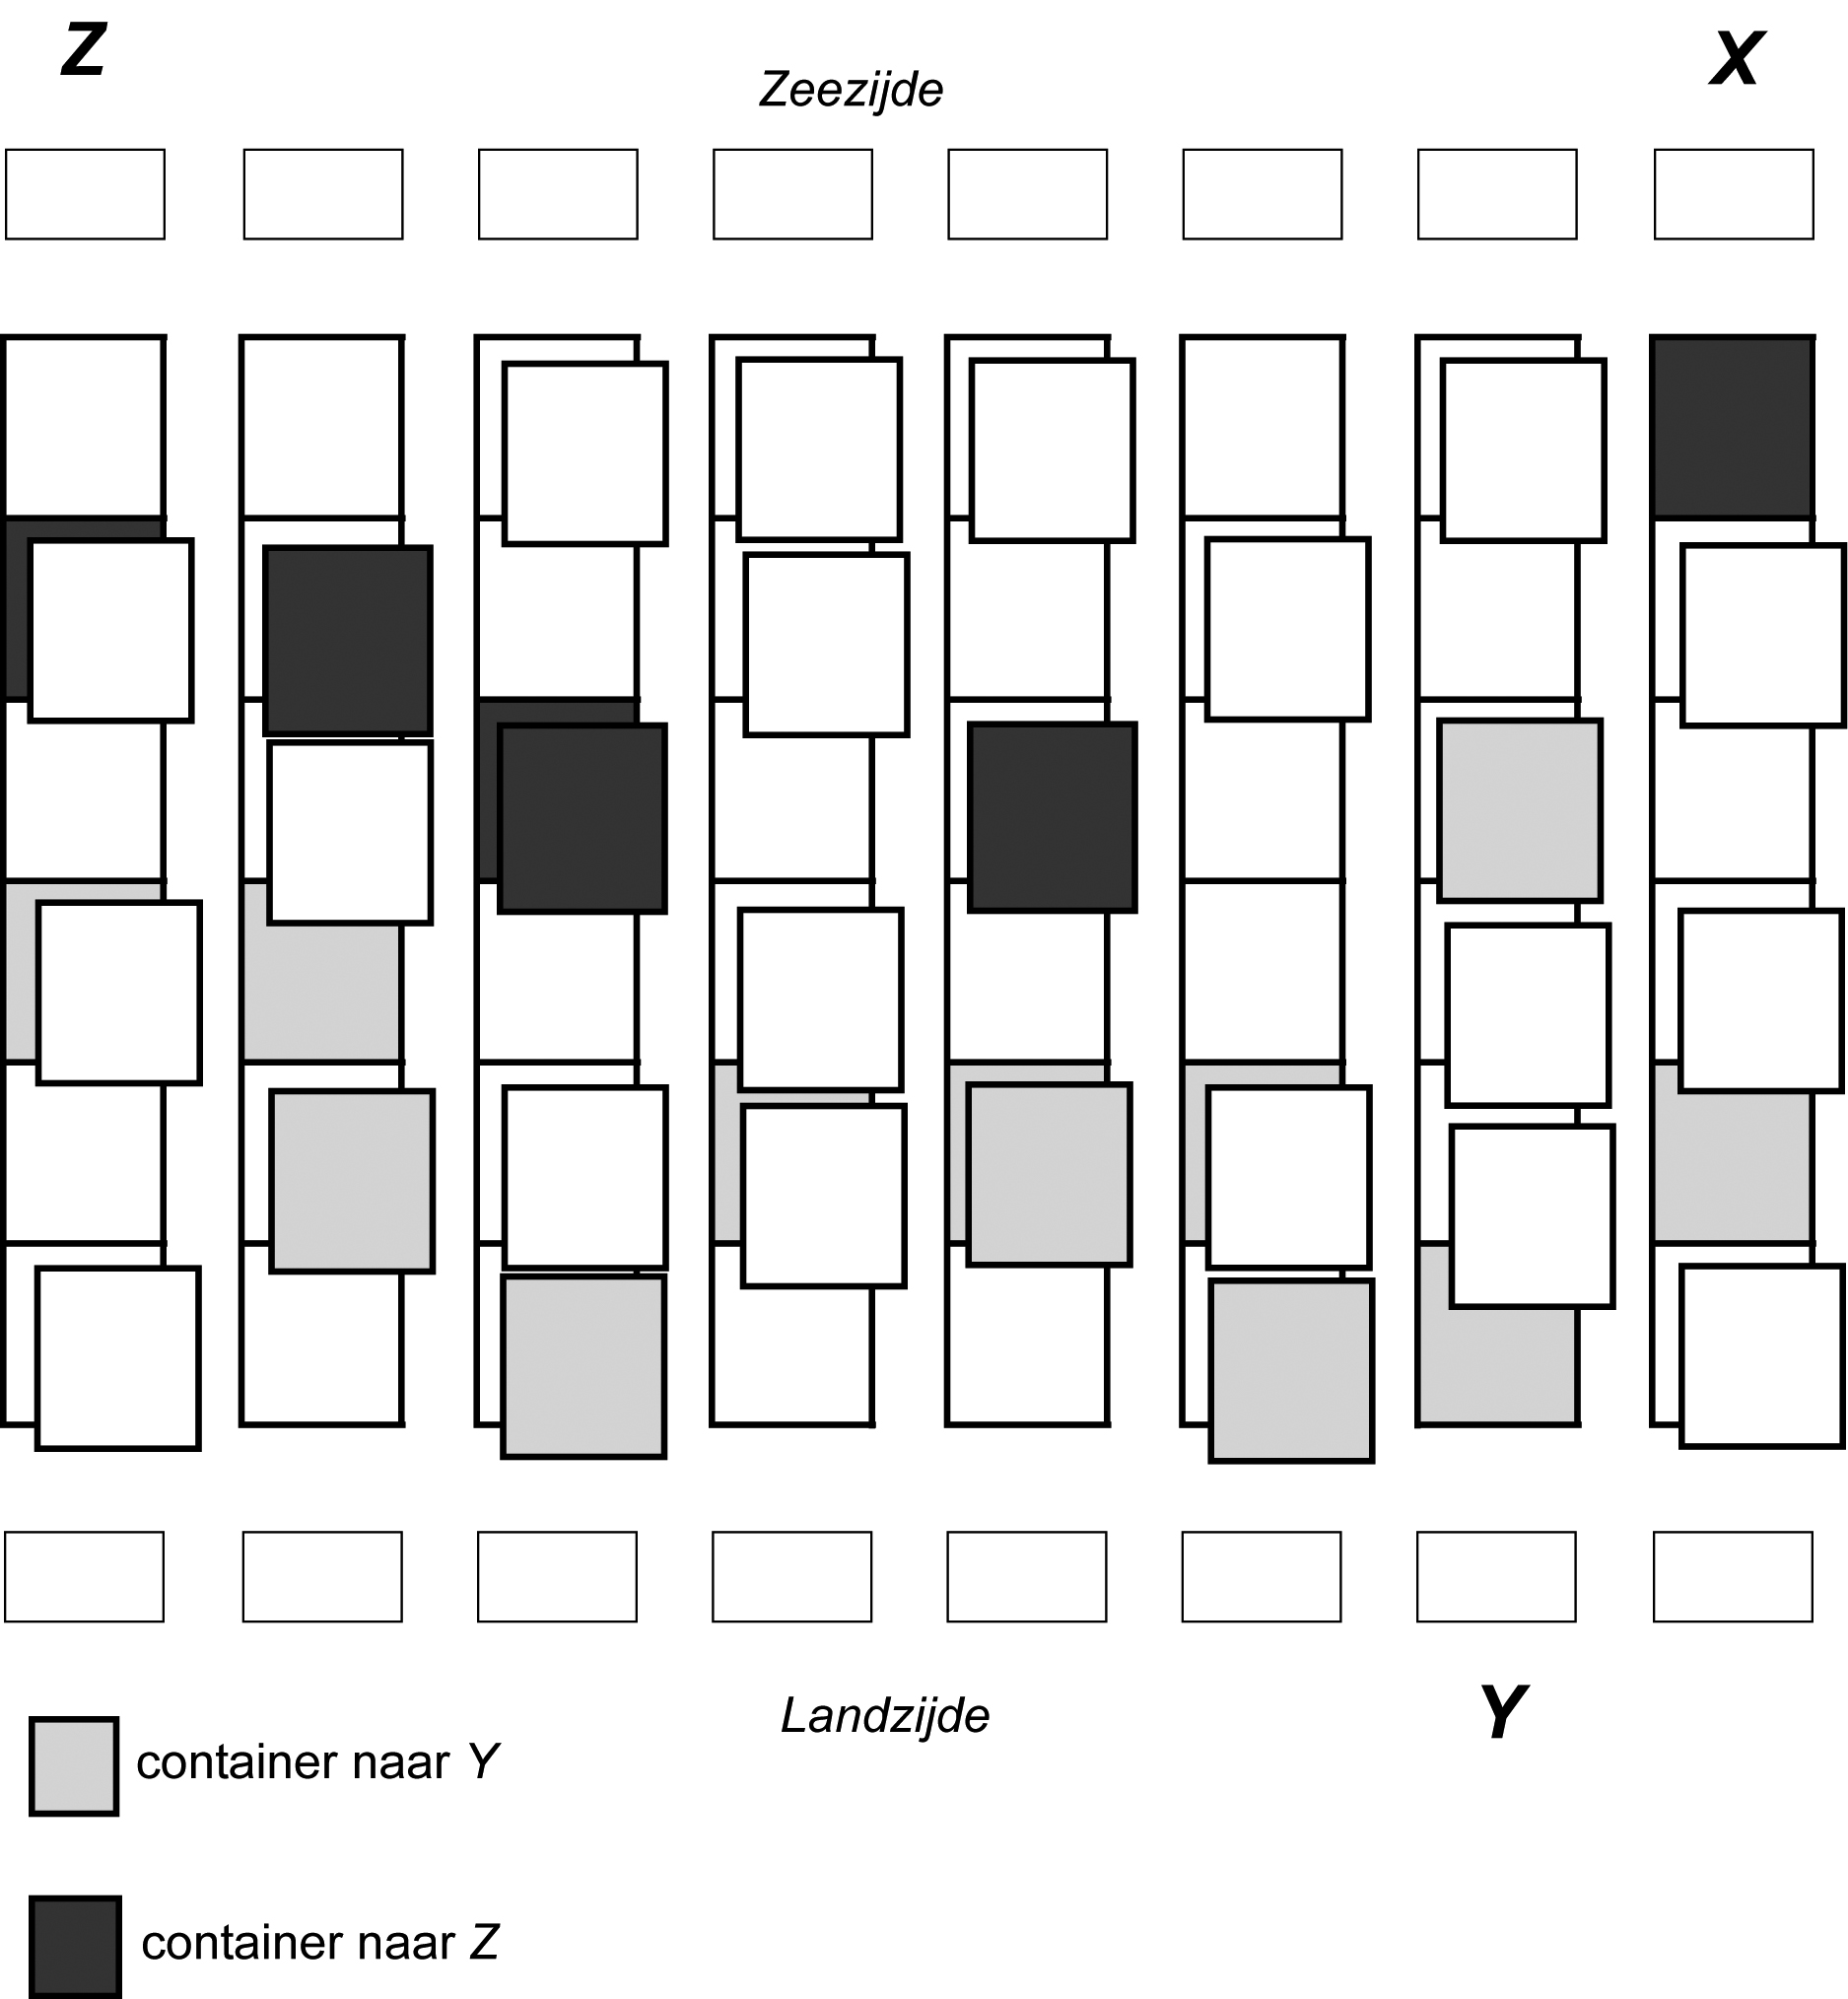 Z
X
Zeezijde
Landzijde
Y
container naar Y
container naar Z